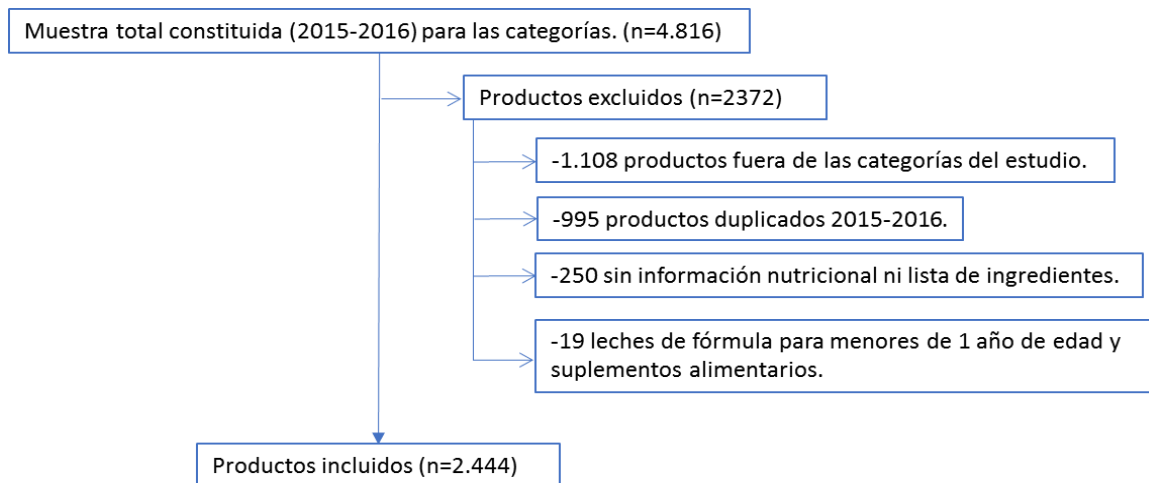 Muestra total constituida (2015-2016) para las categorías. (n=4.816)
Productos excluidos (n=2372)
-1.108 productos fuera de las categorías del estudio.
-995 productos duplicados 2015-2016.
-250 sin información nutricional ni lista de ingredientes.
-19 leches de fórmula para menores de 1 año de edad y
suplementos alimentarios.
Productos incluidos (n=2.444)